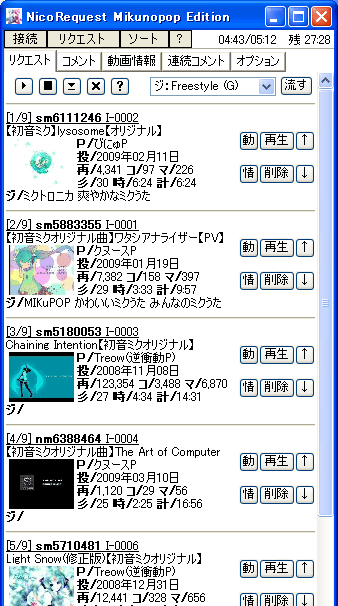 NicoRequest Mikunopop Edition
接続 リクエスト ソート ? 04:43/05:12 残 27:28
リクエスト コメント 動画情報 連続コメント オプション
ジ: Freestyle (G) 流す
[1/9] sm6111246 I-0002
【初音ミク】lysosome【オリジナル】
P/びにゅP
投/2009年02月11日
再/4,341 コ/97 マ/226
彡/30 時/6:24 計/6:24
ジ/ミクトロニカ 爽やかなミクうた
動 再生 ↑
情 削除 ↓
[2/9] sm5883355 I-0001
【初音ミクオリジナル曲】ワタシアナライザー【PV】
P/クヌースP
投/2009年01月19日
再/7,382 コ/158 マ/397
彡/29 時/3:33 計/9:57
ジ/MIKuPOP かわいいミクうた みんなのミクうた
動 再生 ↑
情 削除 ↓
[3/9] sm5180053 I-0003
Chaining Intention【初音ミクオリジナル】
P/Treow(逆衝動P)
投/2008年11月08日
再/123,354 コ/3,488 マ/6,870
彡/27 時/4:34 計/14:31
ジ/
動 再生 ↑
情 削除 ↓
[4/9] nm6388464 I-0004
【初音ミクオリジナル曲】The Art of Computer
P/クヌースP
投/2009年03月10日
再/1,120 コ/29 マ/56
彡/25 時/2:25 計/16:56
ジ/
動 再生 ↑
情 削除 ↓
[5/9] sm5710481 I-0006
Light Snow(修正版)【初音ミクオリジナル】
P/Treow(逆衝動P)
投/2008年12月31日
再/12,441 コ/328 マ/656
動 再生 ↑
情 削除 ↓